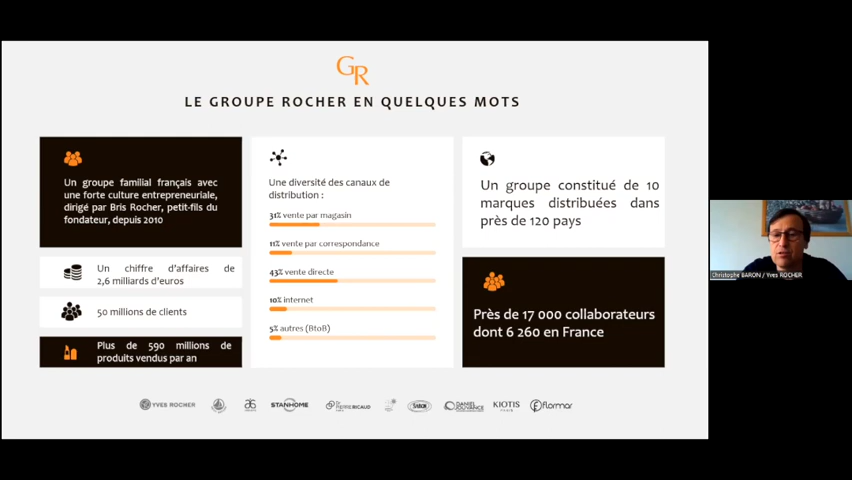 GR
LE GROUPE ROCHER EN QUELQUES MOTS
Un groupe familial français avec
une forte culture entrepreneuriale,
dirigé par Bris Rocher, petit-fils du
fondateur, depuis 2010
Un chiffre d'affaires de
2,6 milliards d'euros
50 millions de clients
Plus de 590 millions de
produits vendus par an
Une diversité des canaux de
distribution :
31% vente par magasin
11% vente par correspondance
43% vente directe
10% internet
5% autres (BtoB)
Un groupe constitué de 10
marques distribuées dans
près de 120 pays
Près de 17 000 collaborateurs
dont 6 260 en France
YVES ROCHER
STANHOME
Dr PIERRE RICAUD
DANIEL JOUVANCE
KIOTIS
flormar
Christophe BARON / Yves ROCHER